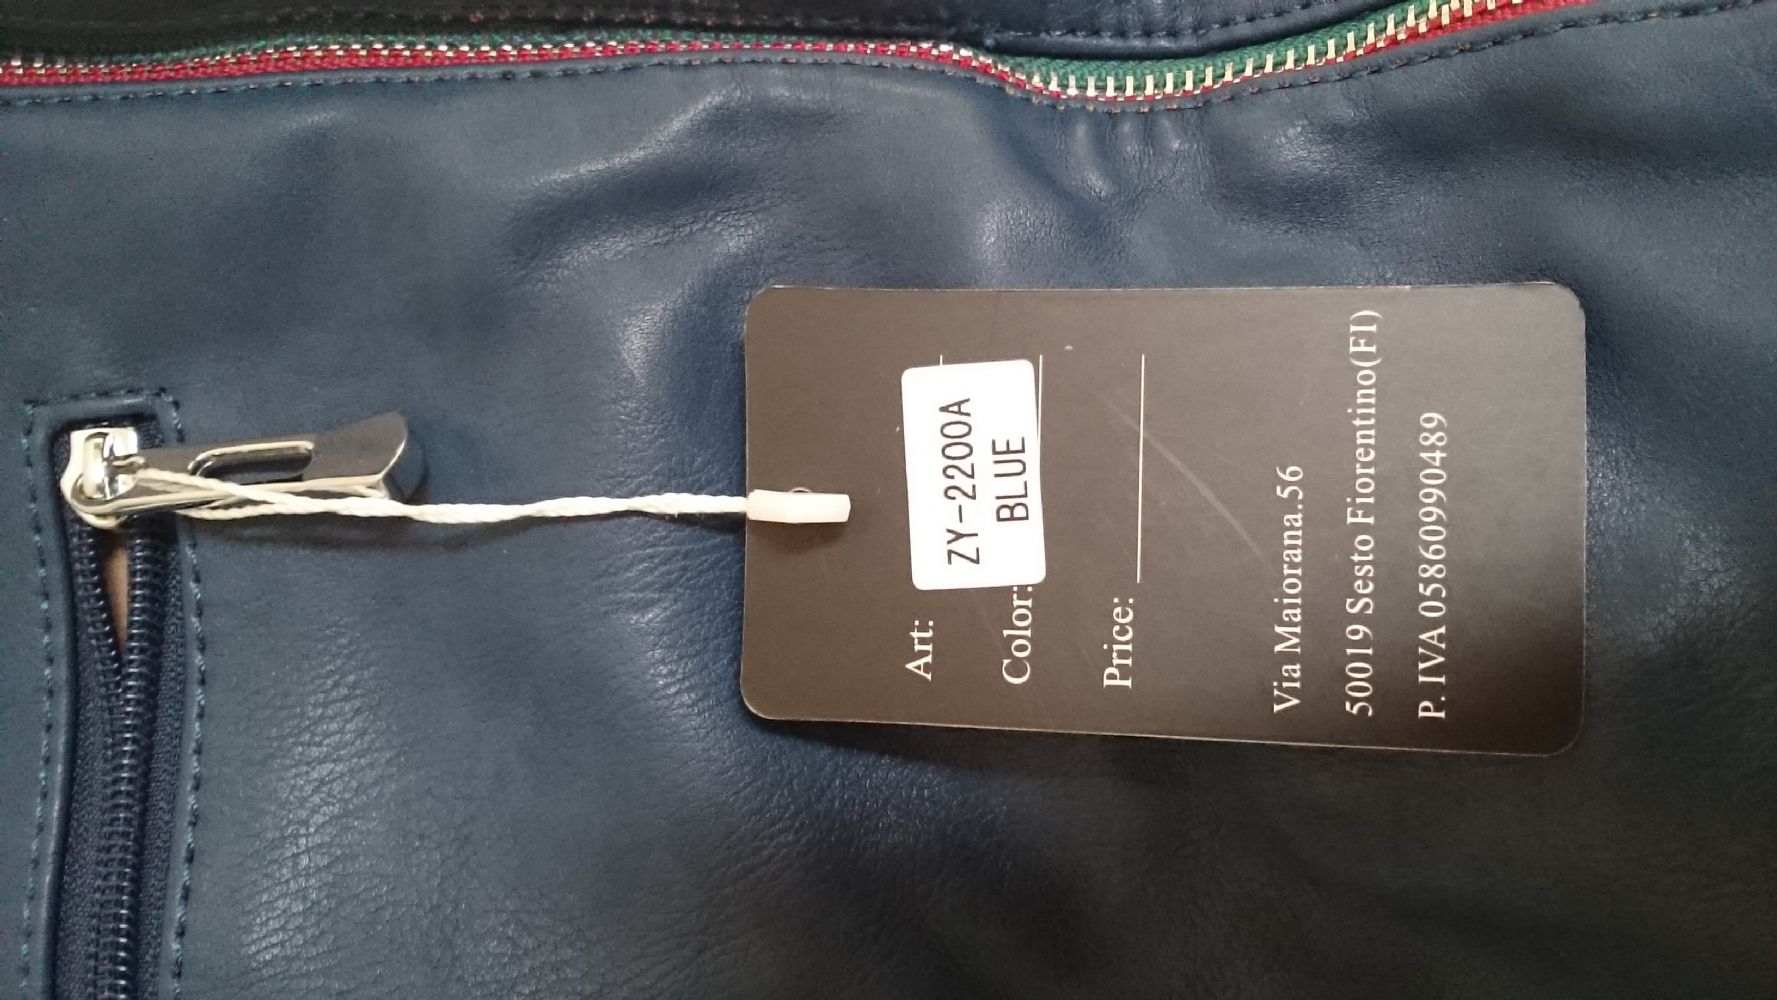 Art:
ZY-2200A
Color:
BLUE
Price:
Via Maiorana.56
50019 Sesto Fiorentino(FI)
P. IVA 05860990489